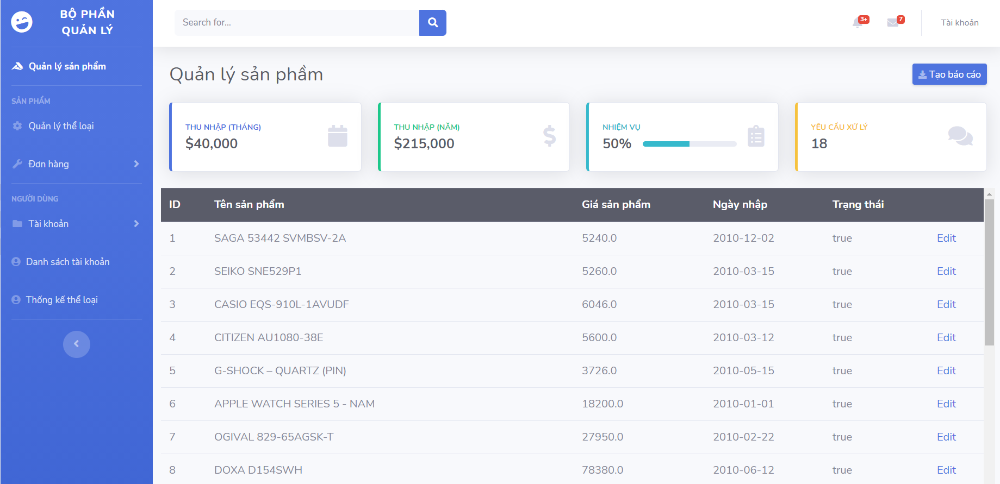 BỘ PHẦN
QUẢN LÝ
Quản lý sản phẩm
SẢN PHẨM
Quản lý thể loại
Đơn hàng
NGƯỜI DÙNG
Tài khoản
Danh sách tài khoản
Thống kế thể loại
Search for...
3+
7
Tài khoản
Quản lý sản phẩm
Tạo báo cáo
THU NHẬP (THÁNG)
$40,000
THU NHẬP (NĂM)
$215,000
NHIỆM VỤ
50%
YÊU CẦU XỬ LÝ
18
ID Tên sản phẩm Giá sản phẩm Ngày nhập Trạng thái
1 SAGA 53442 SVMBSV-2A 5240.0 2010-12-02 true Edit
2 SEIKO SNE529P1 5260.0 2010-03-15 true Edit
3 CASIO EQS-910L-1AVUDF 6046.0 2010-03-15 true Edit
4 CITIZEN AU1080-38E 5600.0 2010-03-12 true Edit
5 G-SHOCK – QUARTZ (PIN) 3726.0 2010-05-15 true Edit
6 APPLE WATCH SERIES 5 - NAM 18200.0 2010-01-01 true Edit
7 OGIVAL 829-65AGSK-T 27950.0 2010-02-22 true Edit
8 DOXA D154SWH 78380.0 2010-06-12 true Edit